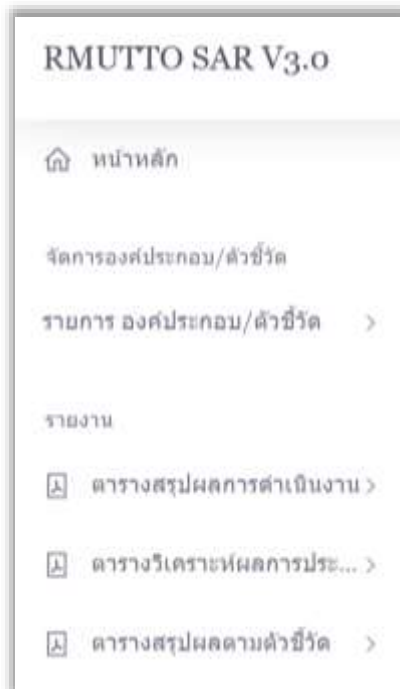 RMUTTO SAR V3.0
หน้าหลัก
จัดการองค์ประกอบ/ตัวชี้วัด
รายการ องค์ประกอบ/ตัวชี้วัด
รายงาน
ตารางสรุปผลการดำเนินงาน
ตารางวิเคราะห์ผลการประ...
ตารางสรุปผลตามตัวชี้วัด